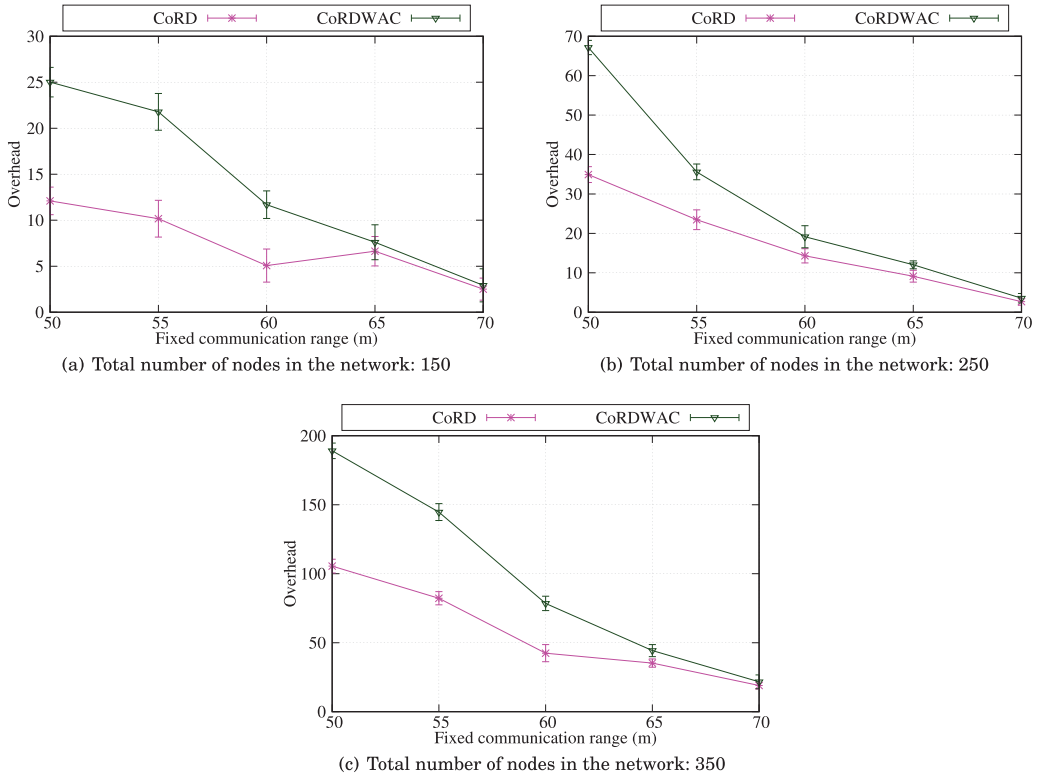 CoRD CoRDWAC
30
25
20
15
10
5
0
Overhead
50 55 60 65 70
Fixed communication range (m)
(a) Total number of nodes in the network: 150
CoRD CoRDWAC
70
60
50
40
30
20
10
0
Overhead
50 55 60 65 70
Fixed communication range (m)
(b) Total number of nodes in the network: 250
CoRD CoRDWAC
200
150
100
50
0
Overhead
50 55 60 65 70
Fixed communication range (m)
(c) Total number of nodes in the network: 350